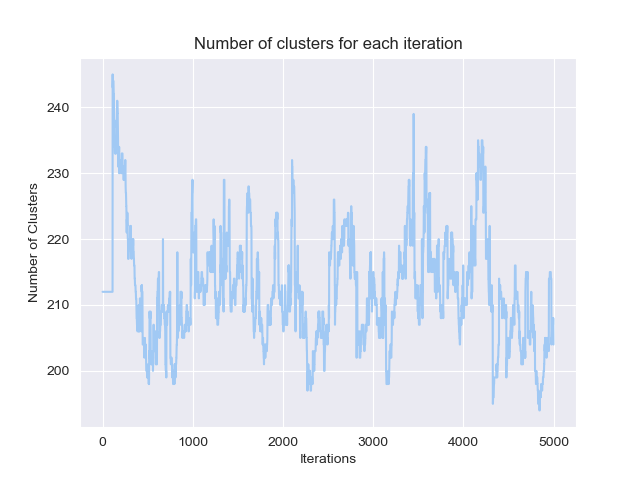 Number of clusters for each iteration
Number of Clusters
240
230
220
210
200
0 1000 2000 3000 4000 5000
Iterations